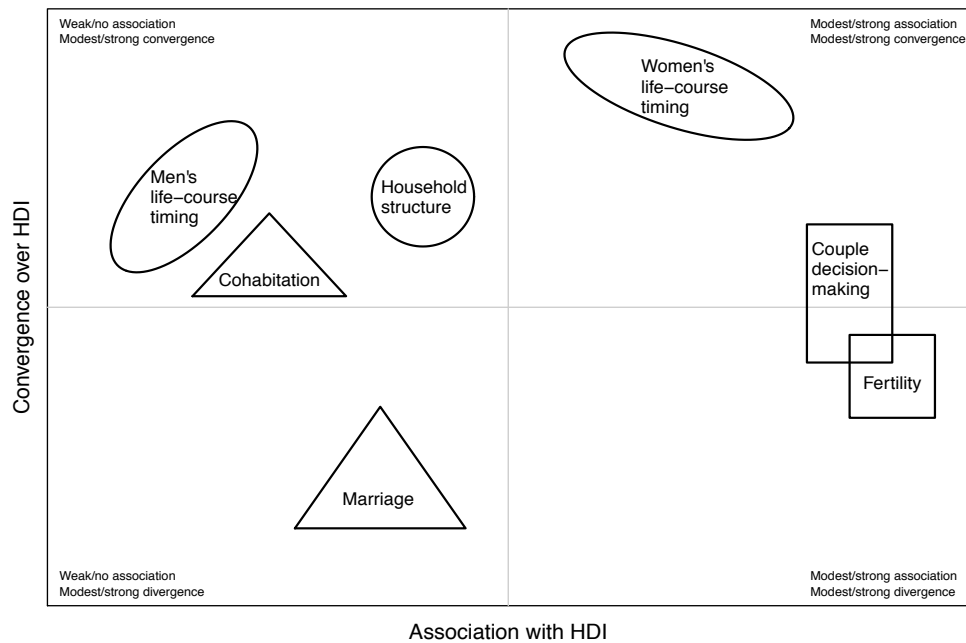 Weak/no association
Modest/strong convergence
Modest/strong association
Modest/strong convergence
Women's
life−course
timing
Men's
life−course
timing
Household
structure
Cohabitation
Couple
decision−
making
Fertility
Marriage
Convergence over HDI
Weak/no association
Modest/strong divergence
Modest/strong association
Modest/strong divergence
Association with HDI